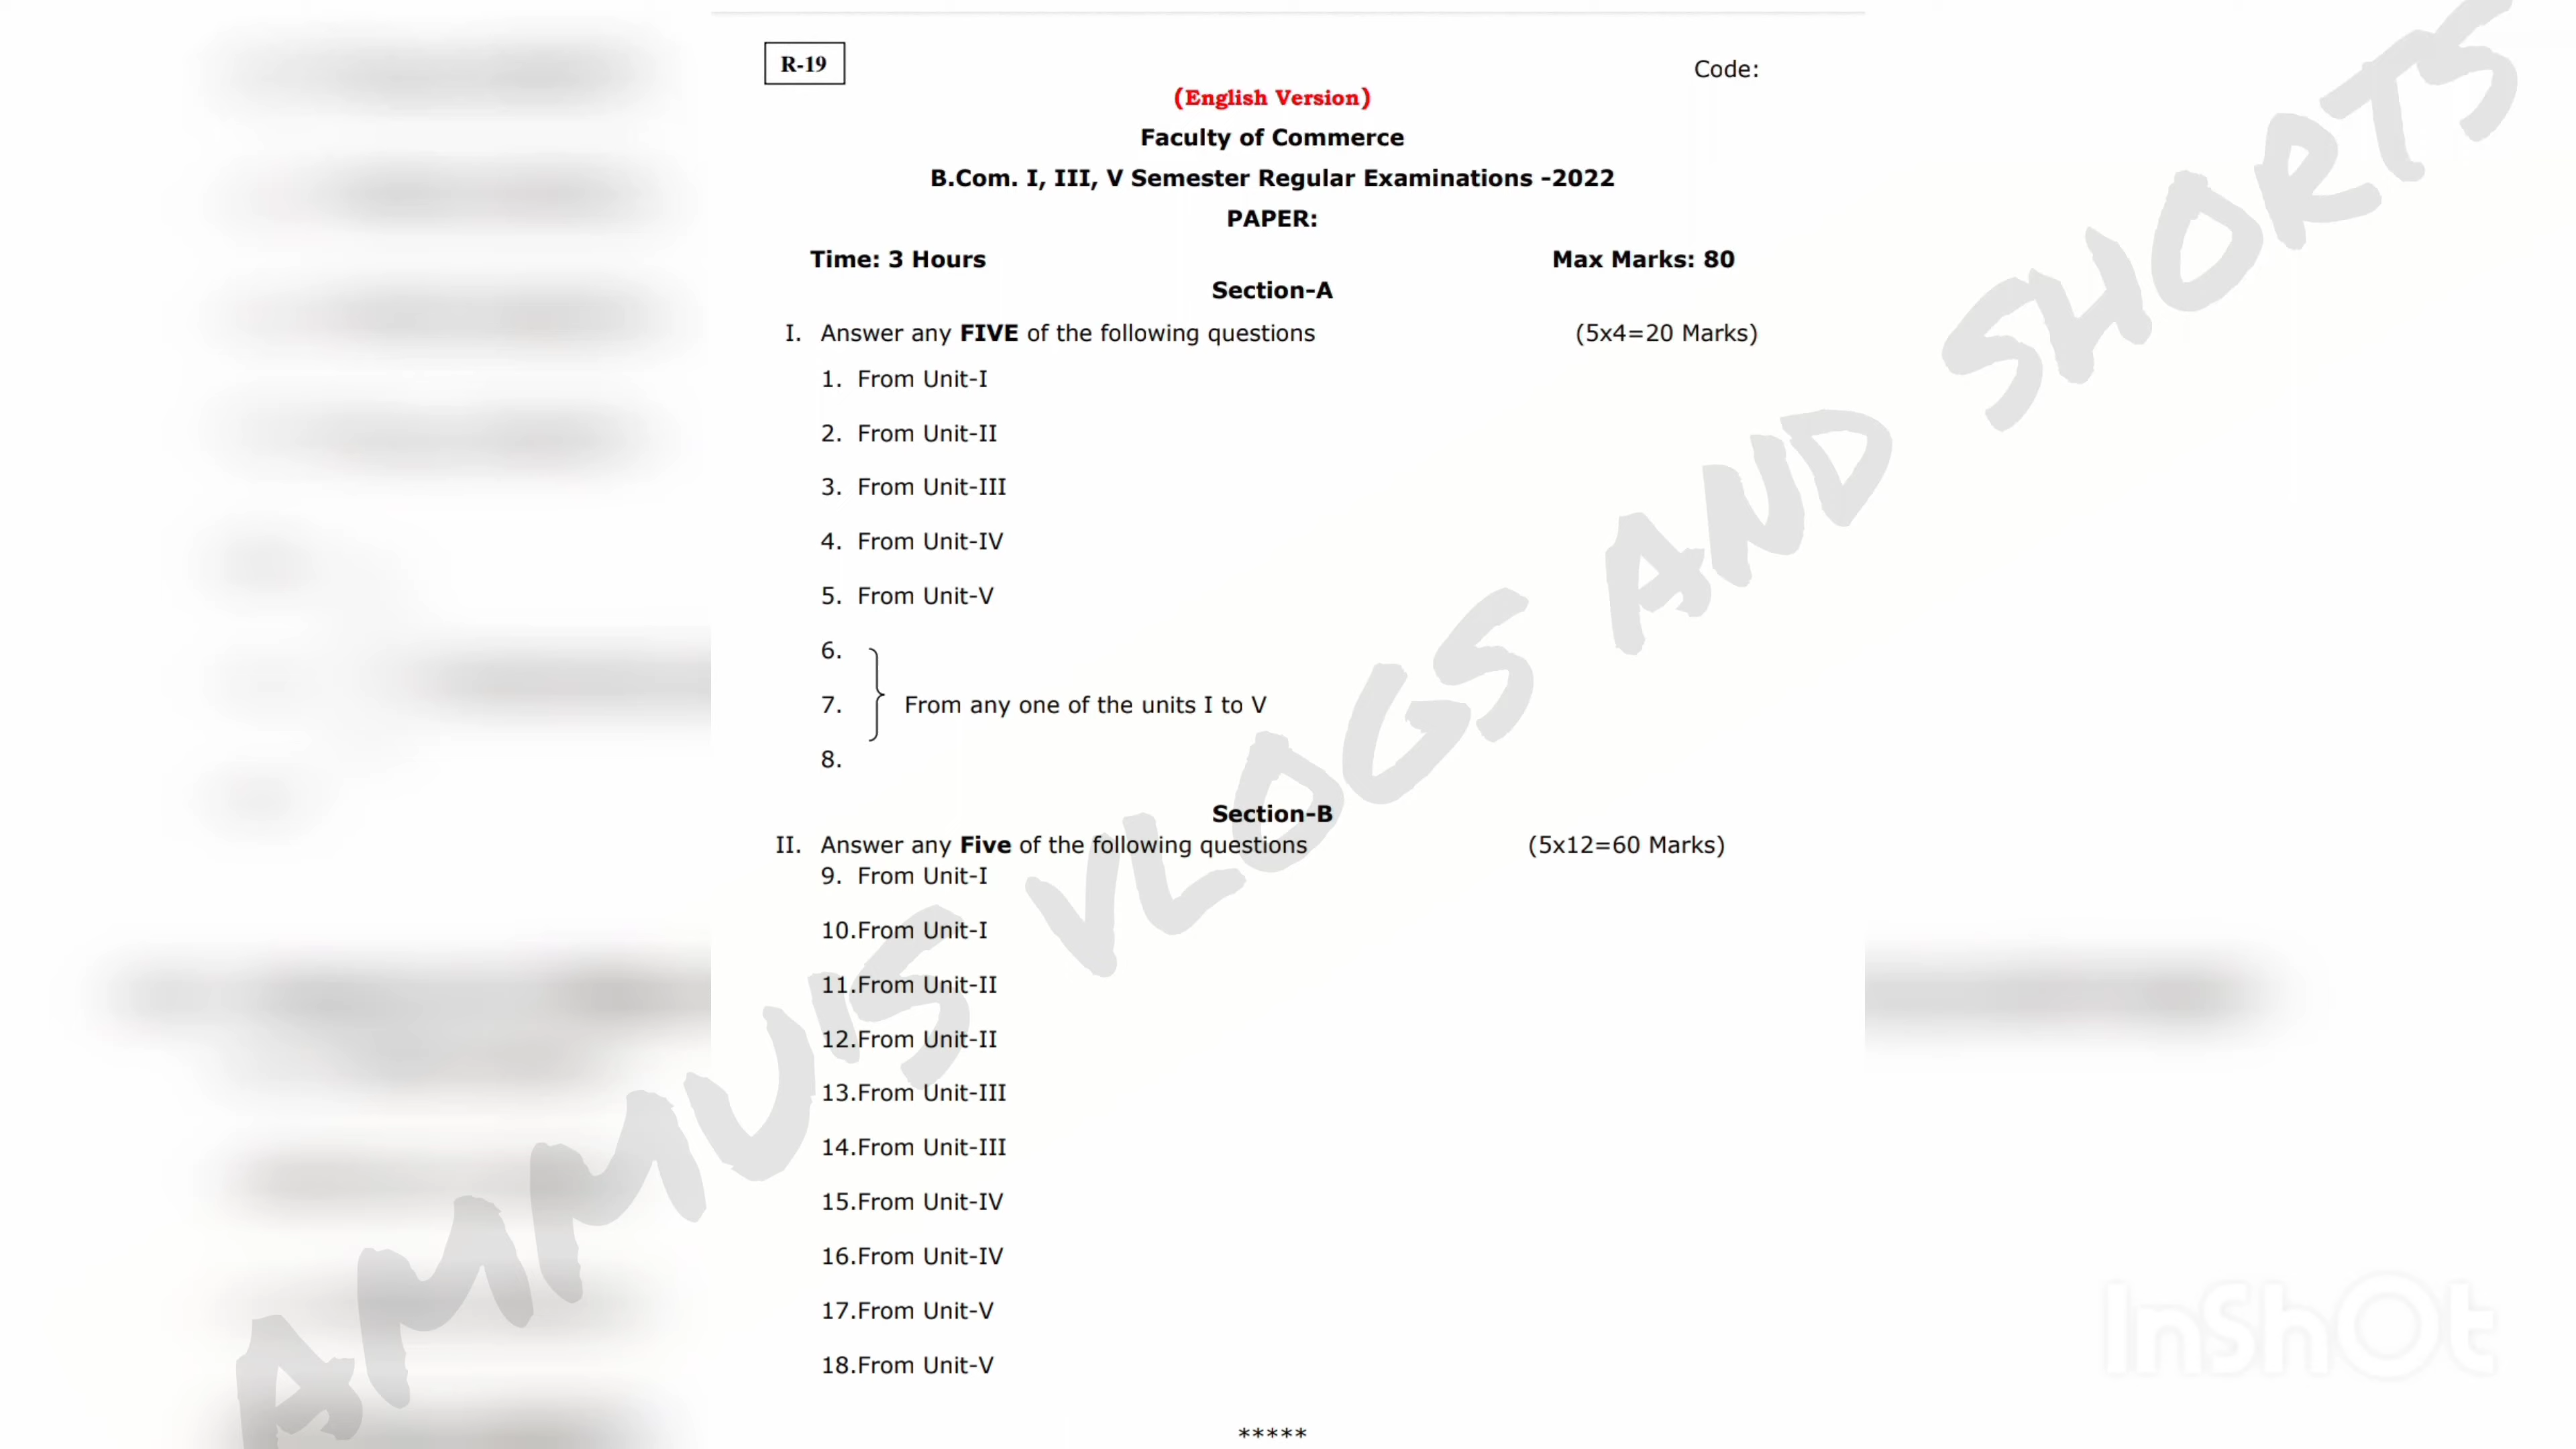 R-19
Code:
(English Version)
Faculty of Commerce
B.Com. I, III, V Semester Regular Examinations -2022
PAPER:
Time: 3 Hours Max Marks: 80
Section-A
I. Answer any FIVE of the following questions (5x4=20 Marks)
1. From Unit-I
2. From Unit-II
3. From Unit-III
4. From Unit-IV
5. From Unit-V
6.
7. From any one of the units I to V
8.
Section-B
II. Answer any Five of the following questions (5x12=60 Marks)
9. From Unit-I
10.From Unit-I
11.From Unit-II
12.From Unit-II
13.From Unit-III
14.From Unit-III
15.From Unit-IV
16.From Unit-IV
17.From Unit-V
18.From Unit-V
*****
AMMU'S VLOGS AND SHORTS
InShOt